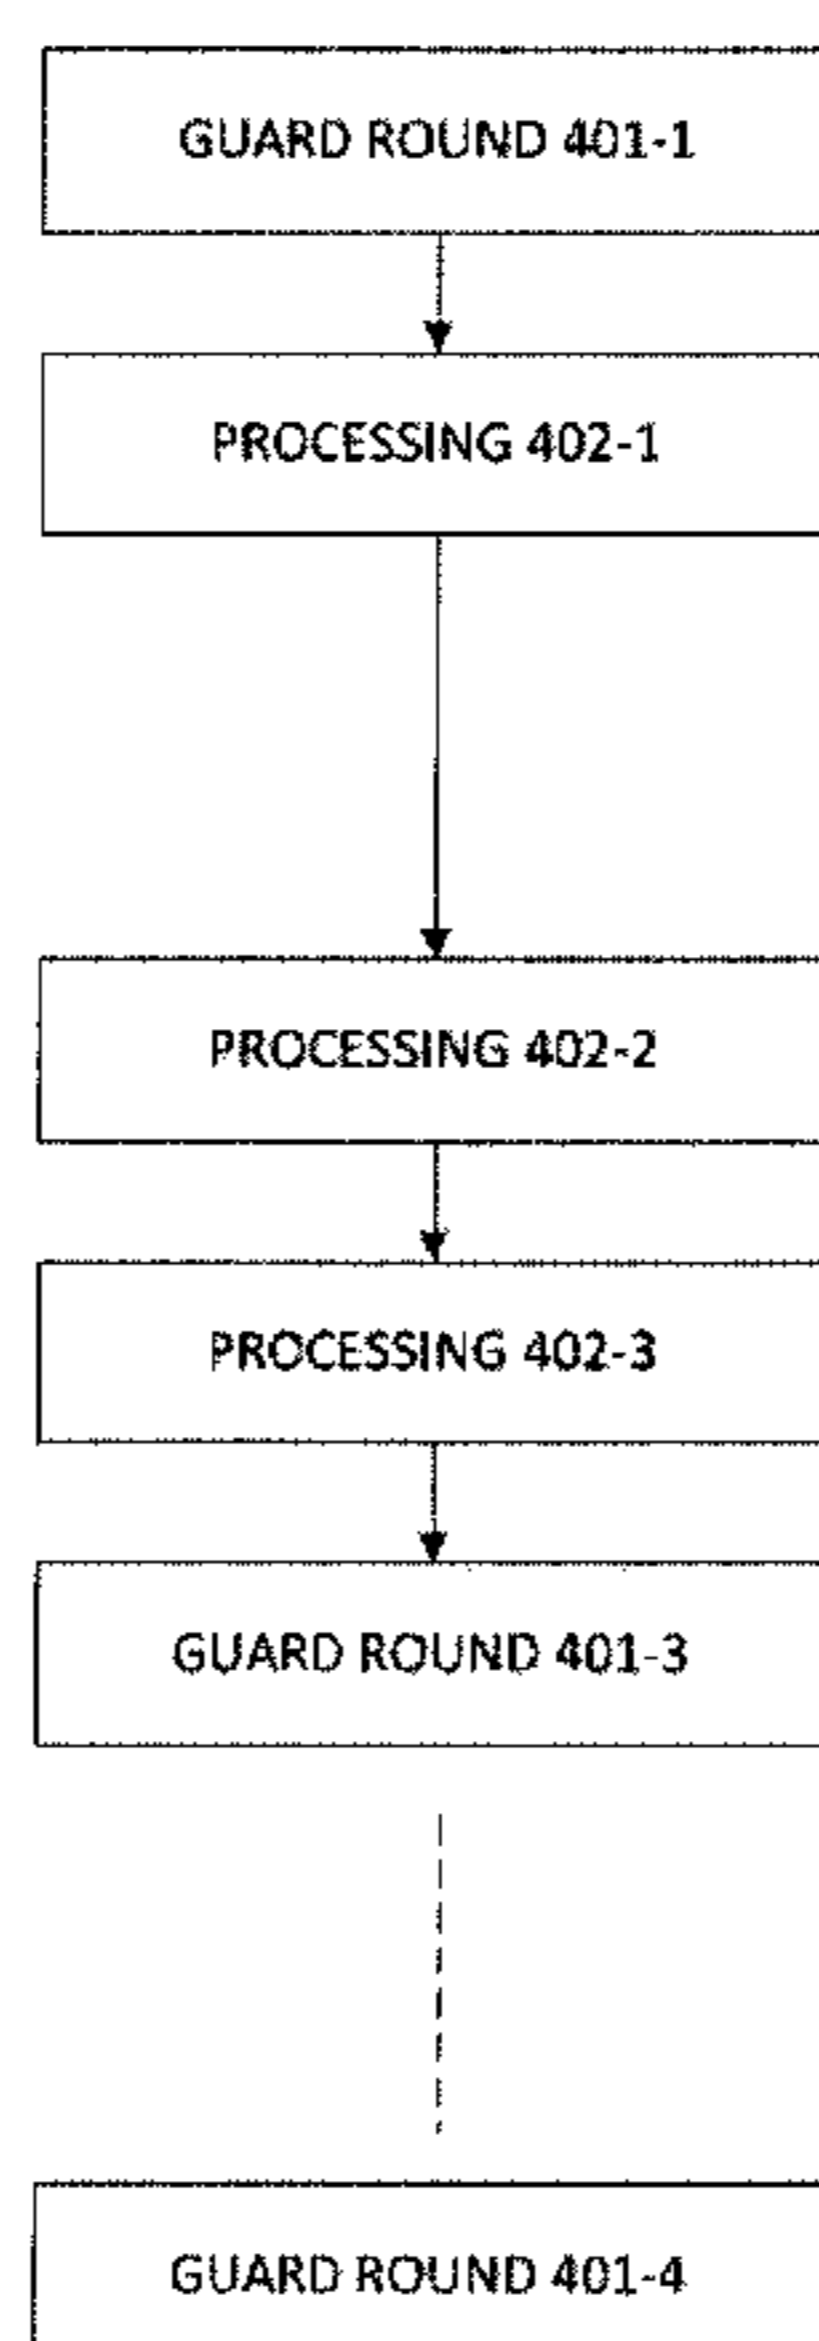 GUARD ROUND 401-1
PROCESSING 402-1
PROCESSING 402-2
PROCESSING 402-3
GUARD ROUND 401-3
GUARD ROUND 401-4